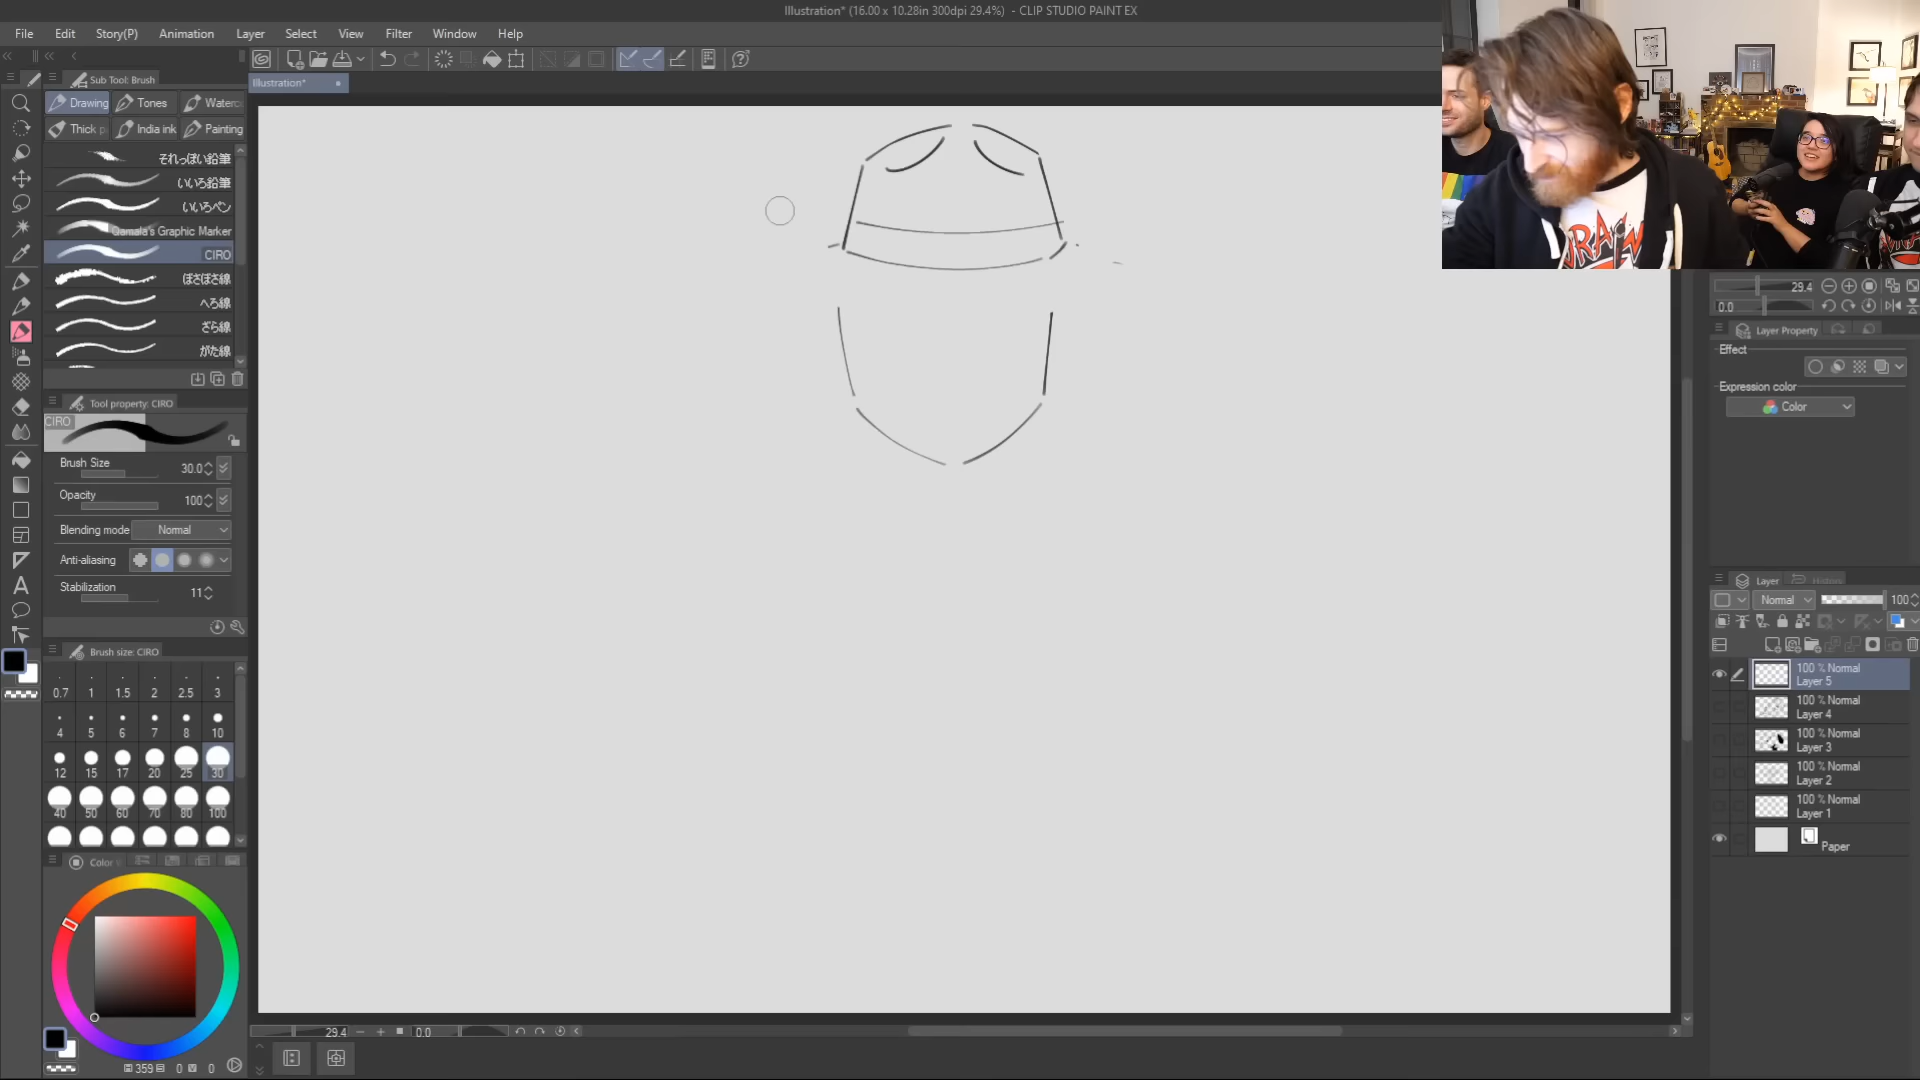 Illustration* (16.00 x 10.28in 300dpi 29.4%) - CLIP STUDIO PAINT EX
File Edit Story(P) Animation Layer Select View Filter Window Help
Sub Tool: Brush
Illustration*
Drawing Tones Waterc
Thick p India ink Painting
それっぽい鉛筆
いいろ鉛筆
いいろペン
Qamala's Graphic Marker
CIRO
ぼさぼさ線
へろ線
ざら線
がた線
Tool property: CIRO
CIRO
Brush Size 30.0
Opacity 100
Blending mode Normal
Anti-aliasing
Stabilization 11
Brush size: CIRO
0.7 1 1.5 2 2.5 3
4 5 6 7 8 10
12 15 17 20 25 30
40 50 60 70 80 100
Color
359 0 0
29.4 0.0
29.4
0.0
Layer Property
Effect
Expression color
Color
Layer History
Normal 100
100 % Normal
Layer 5
100 % Normal
Layer 4
100 % Normal
Layer 3
100 % Normal
Layer 2
100 % Normal
Layer 1
Paper